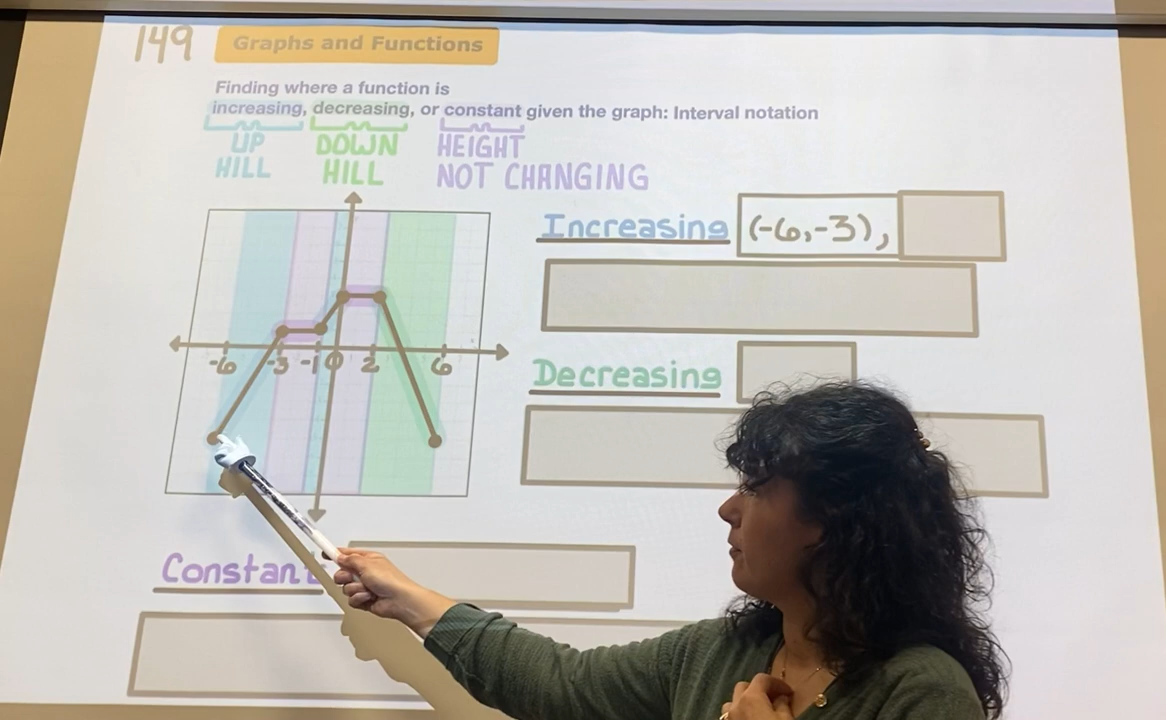 149
Graphs and Functions
Finding where a function is
increasing, decreasing, or constant given the graph: Interval notation
UP HILL
DOWN HILL
HEIGHT NOT CHANGING
Increasing (-6,-3),
-6 -3 -1 0 2 6
Decreasing
Constant